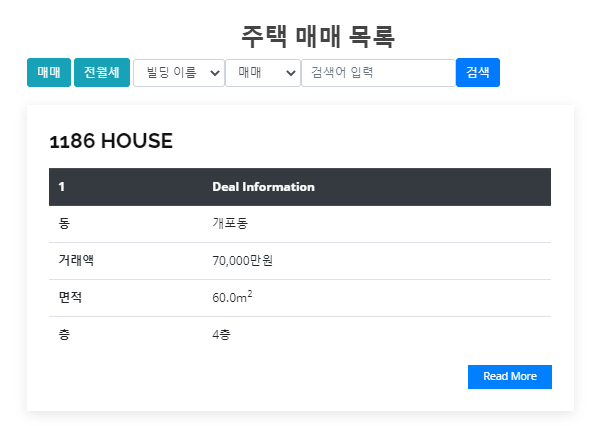 주택 매매 목록
매매 전월세 빌딩 이름 매매 검색어 입력 검색
1186 HOUSE
1 Deal Information
동 개포동
거래액 70,000만원
면적 60.0m²
층 4층
Read More